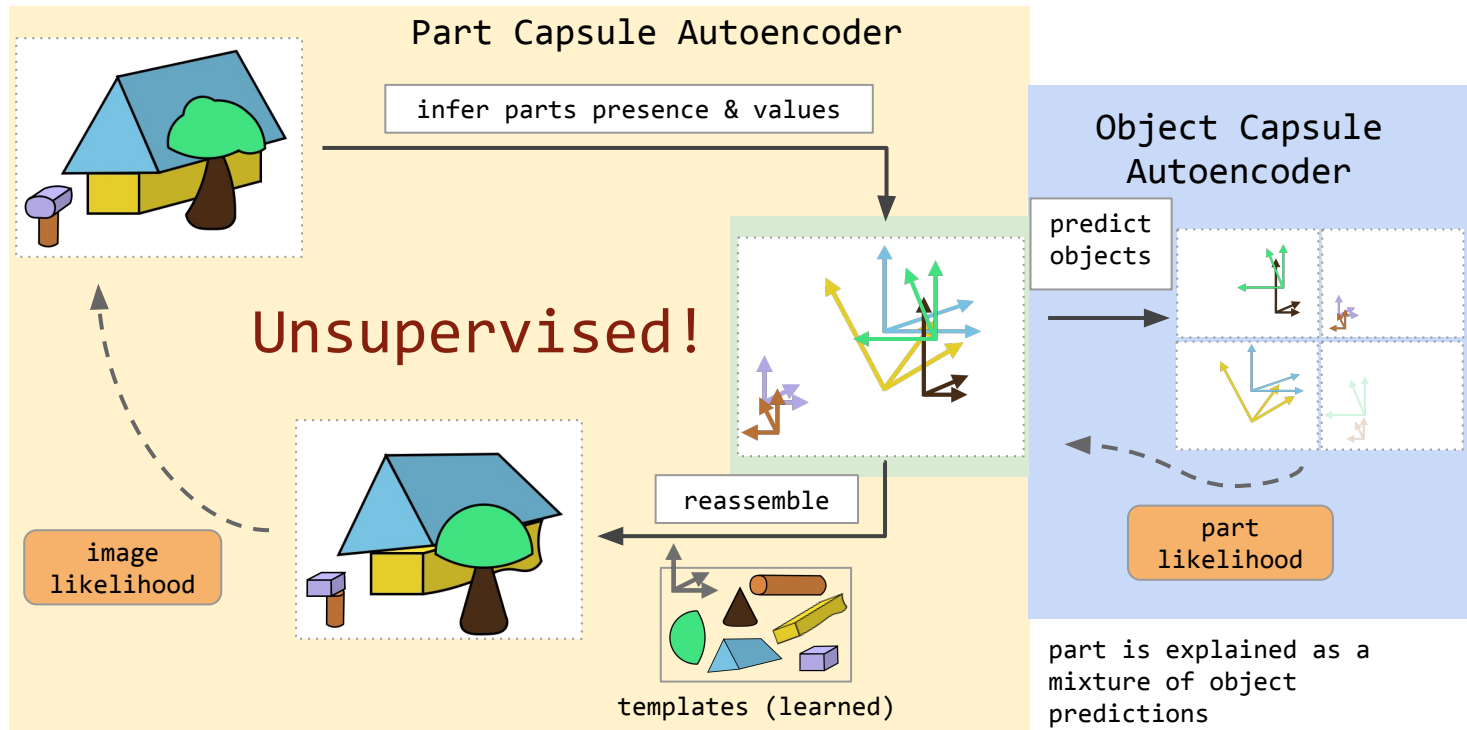 Part Capsule Autoencoder
infer parts presence & values
Object Capsule
Autoencoder
predict
objects
Unsupervised!
reassemble
image
likelihood
part
likelihood
templates (learned)
part is explained as a
mixture of object
predictions